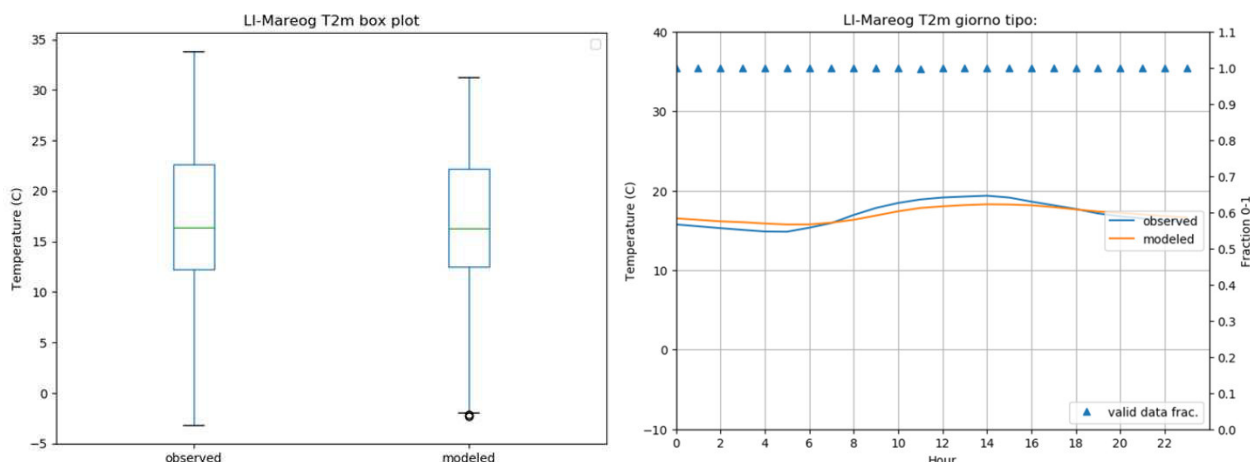 LI-Mareog T2m box plot
35
30
25
20
15
10
5
0
−5
Temperature (C)
observed
modeled
LI-Mareog T2m giorno tipo:
40
30
20
10
0
−10
Temperature (C)
1.1
1.0
0.9
0.8
0.7
0.6
0.5
0.4
0.3
0.2
0.1
0.0
Fraction 0-1
observed
modeled
valid data frac.
0 2 4 6 8 10 12 14 16 18 20 22
Hour